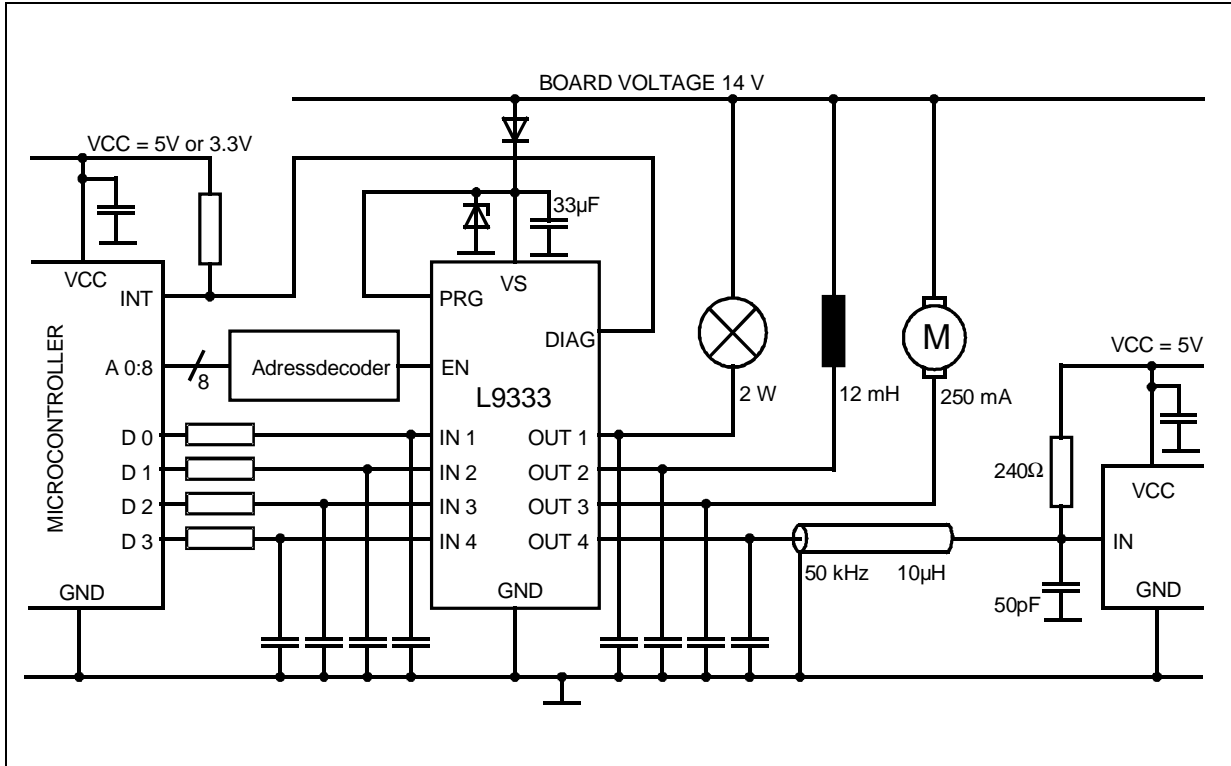 BOARD VOLTAGE 14 V
VCC = 5V or 3.3V
33µF
VCC
VS
INT
PRG
DIAG
MICROCONTROLLER
A 0:8
8
Adressdecoder
EN
L9333
M
VCC = 5V
2 W
12 mH
250 mA
D 0
IN 1
OUT 1
D 1
IN 2
OUT 2
240Ω
VCC
D 2
IN 3
OUT 3
D 3
IN 4
OUT 4
IN
50 kHz
10µH
GND
GND
50pF
GND